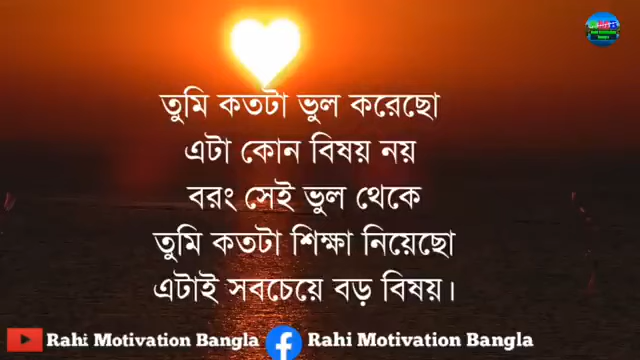 তুমি কতটা ভুল করেছো
এটা কোন বিষয় নয়
বরং সেই ভুল থেকে
তুমি কতটা শিক্ষা নিয়েছো
এটাই সবচেয়ে বড় বিষয়।
Rahi Motivation Bangla
Rahi Motivation Bangla